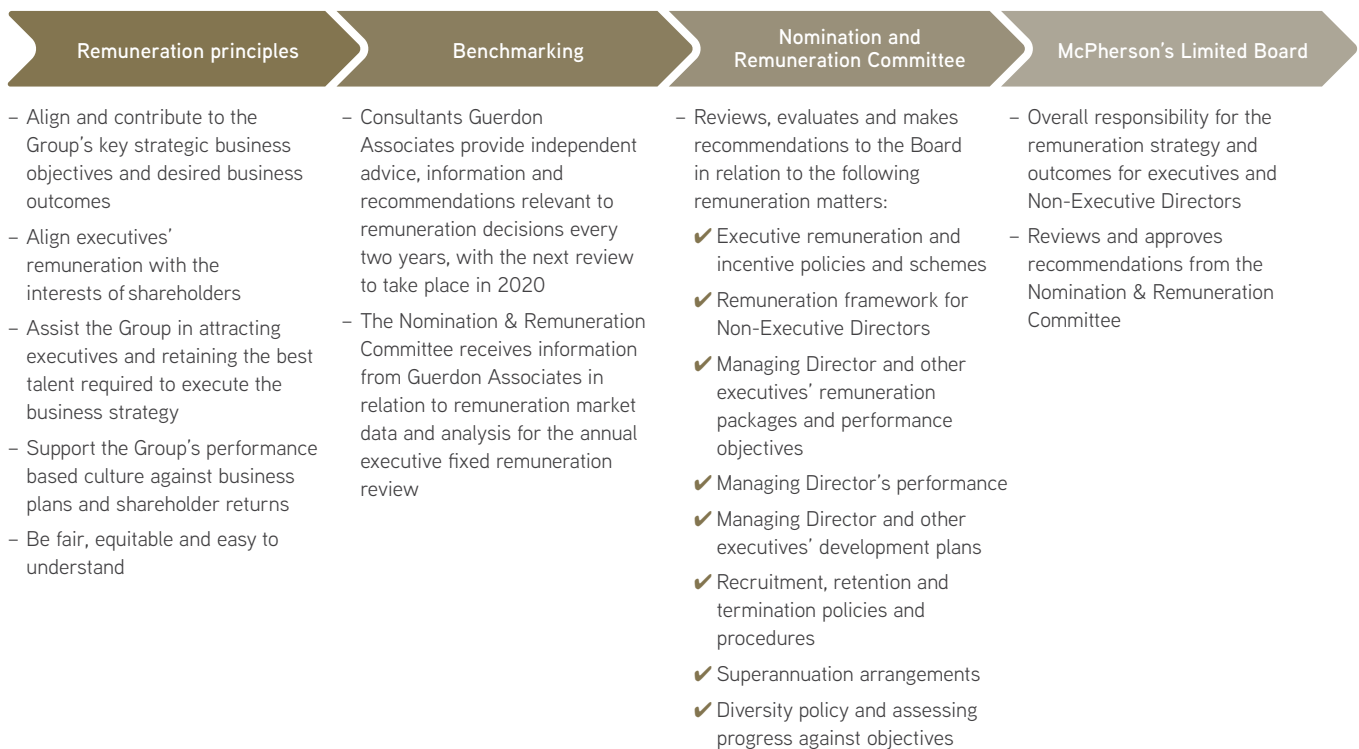 Remuneration principles
– Align and contribute to the
Group's key strategic business
objectives and desired business
outcomes
– Align executives'
remuneration with the
interests of shareholders
– Assist the Group in attracting
executives and retaining the best
talent required to execute the
business strategy
– Support the Group's performance
based culture against business
plans and shareholder returns
– Be fair, equitable and easy to
understand
Benchmarking
– Consultants Guerdon
Associates provide independent
advice, information and
recommendations relevant to
remuneration decisions every
two years, with the next review
to take place in 2020
– The Nomination & Remuneration
Committee receives information
from Guerdon Associates in
relation to remuneration market
data and analysis for the annual
executive fixed remuneration
review
Nomination and
Remuneration Committee
– Reviews, evaluates and makes
recommendations to the Board
in relation to the following
remuneration matters:
✔ Executive remuneration and
incentive policies and schemes
✔ Remuneration framework for
Non-Executive Directors
✔ Managing Director and other
executives' remuneration
packages and performance
objectives
✔ Managing Director's performance
✔ Managing Director and other
executives' development plans
✔ Recruitment, retention and
termination policies and
procedures
✔ Superannuation arrangements
✔ Diversity policy and assessing
progress against objectives
McPherson's Limited Board
– Overall responsibility for the
remuneration strategy and
outcomes for executives and
Non-Executive Directors
– Reviews and approves
recommendations from the
Nomination & Remuneration
Committee